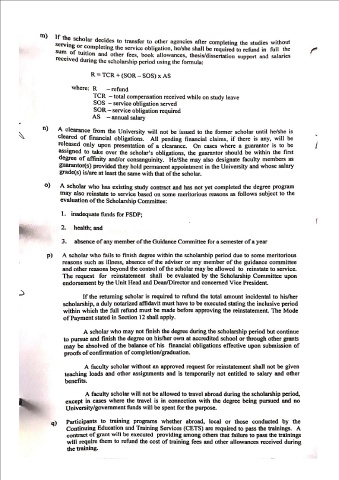 m) If the scholar decides to transfer to other agencies after completing the studies without
serving or completing the service obligation, he/she shall be required to refund in full the
sum of tuition and other fees, book allowances, thesis/dissertation support and salaries
received during the scholarship period using the formula:
R = TCR + (SOR – SOS) x AS
where: R – refund
TCR – total compensation received while on study leave
SOS – service obligation served
SOR – service obligation required
AS – annual salary
n) A clearance from the University will not be issued to the former scholar until he/she is
cleared of financial obligations. All pending financial claims, if there is any, will be
released only upon presentation of a clearance. On cases where a guarantor is to be
assigned to take over the scholar's obligations, the guarantor should be within the first
degree of affinity and/or consanguinity. He/She may also designate faculty members as
guarantor(s) provided they hold permanent appointment in the University and whose salary
grade(s) is/are at least the same with that of the scholar.
o) A scholar who has existing study contract and has not yet completed the degree program
may also reinstate to service based on some meritorious reasons as follows subject to the
evaluation of the Scholarship Committee:
1. inadequate funds for FSDP;
2. health; and
3. absence of any member of the Guidance Committee for a semester of a year
p) A scholar who fails to finish degree within the scholarship period due to some meritorious
reasons such as illness, absence of the adviser or any member of the guidance committee
and other reasons beyond the control of the scholar may be allowed to reinstate to service.
The request for reinstatement shall be evaluated by the Scholarship Committee upon
endorsement by the Unit Head and Dean/Director and concerned Vice President.
If the returning scholar is required to refund the total amount incidental to his/her
scholarship, a duly notarized affidavit must have to be executed stating the inclusive period
within which the full refund must be made before approving the reinstatement. The Mode
of Payment stated in Section 12 shall apply.
A scholar who may not finish the degree during the scholarship period but continue
to pursue and finish the degree on his/her own at accredited school or through other grants
may be absolved of the balance of his financial obligations effective upon submission of
proofs of confirmation of completion/graduation.
A faculty scholar without an approved request for reinstatement shall not be given
teaching loads and other assignments and is temporarily not entitled to salary and other
benefits.
A faculty scholar will not be allowed to travel abroad during the scholarship period,
except in cases where the travel is in connection with the degree being pursued and no
University/government funds will be spent for the purpose.
q) Participants to training programs whether abroad, local or those conducted by the
Continuing Education and Training Services (CETS) are required to pass the trainings. A
contract of grant will be executed providing among others that failure to pass the trainings
will require them to refund the cost of training fees and other allowances received during
the training.